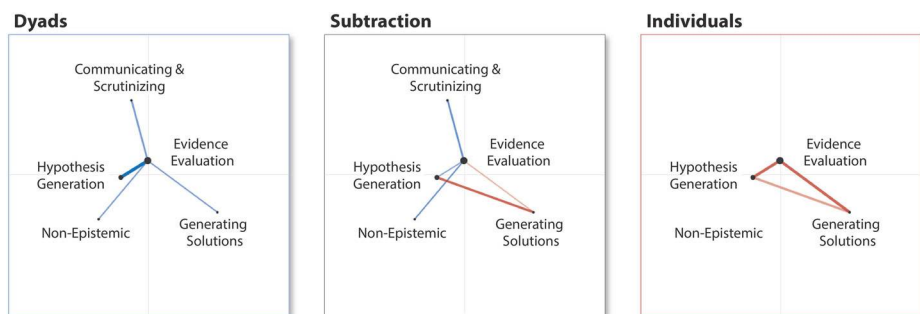 Dyads
Communicating &
Scrutinizing
Evidence
Evaluation
Hypothesis
Generation
Non-Epistemic
Generating
Solutions
Subtraction
Communicating &
Scrutinizing
Evidence
Evaluation
Hypothesis
Generation
Non-Epistemic
Generating
Solutions
Individuals
Evidence
Evaluation
Hypothesis
Generation
Non-Epistemic
Generating
Solutions